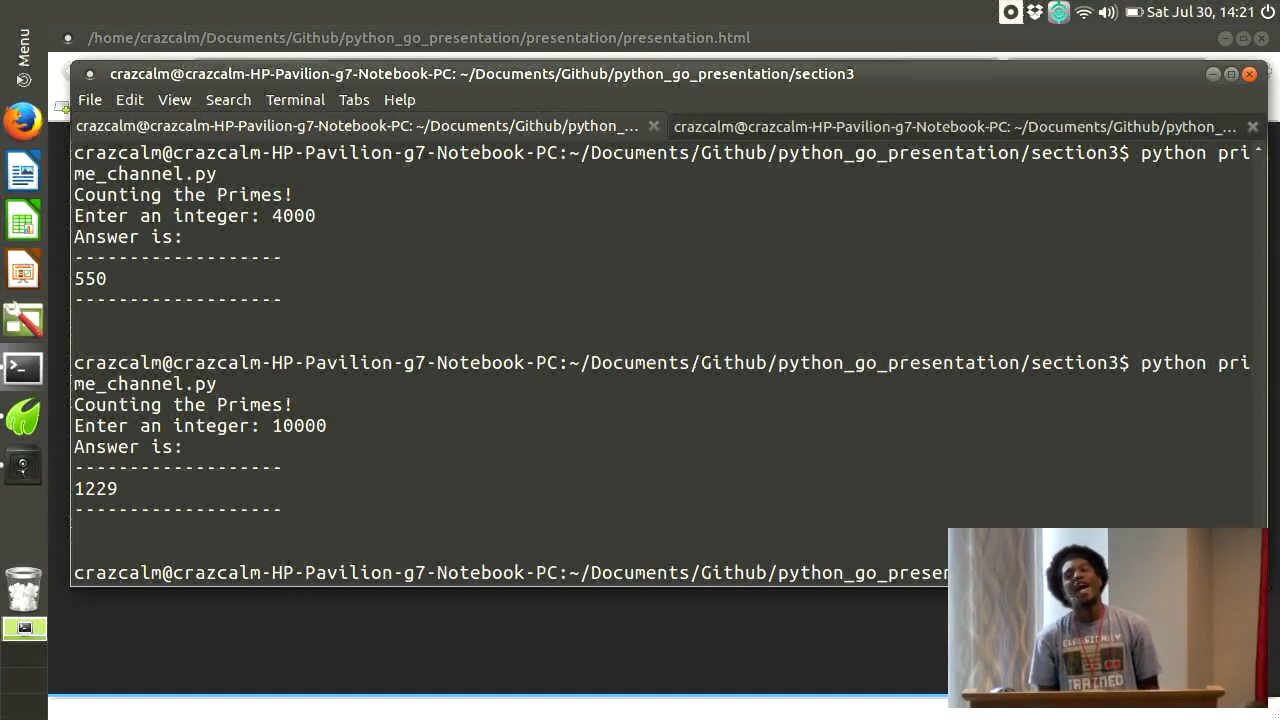 Sat Jul 30, 14:21
Menu
/home/crazcalm/Documents/Github/python_go_presentation/presentation/presentation.html
crazcalm@crazcalm-HP-Pavilion-g7-Notebook-PC: ~/Documents/Github/python_go_presentation/section3
File Edit View Search Terminal Tabs Help
crazcalm@crazcalm-HP-Pavilion-g7-Notebook-PC: ~/Documents/Github/python_... crazcalm@crazcalm-HP-Pavilion-g7-Notebook-PC: ~/Documents/Github/python_...
crazcalm@crazcalm-HP-Pavilion-g7-Notebook-PC:~/Documents/Github/python_go_presentation/section3$ python pri
me_channel.py
Counting the Primes!
Enter an integer: 4000
Answer is:
-------------------
550
-------------------
crazcalm@crazcalm-HP-Pavilion-g7-Notebook-PC:~/Documents/Github/python_go_presentation/section3$ python pri
me_channel.py
Counting the Primes!
Enter an integer: 10000
Answer is:
-------------------
1229
-------------------
crazcalm@crazcalm-HP-Pavilion-g7-Notebook-PC:~/Documents/Github/python_go_presen
CLASSICALLY
TRAINED